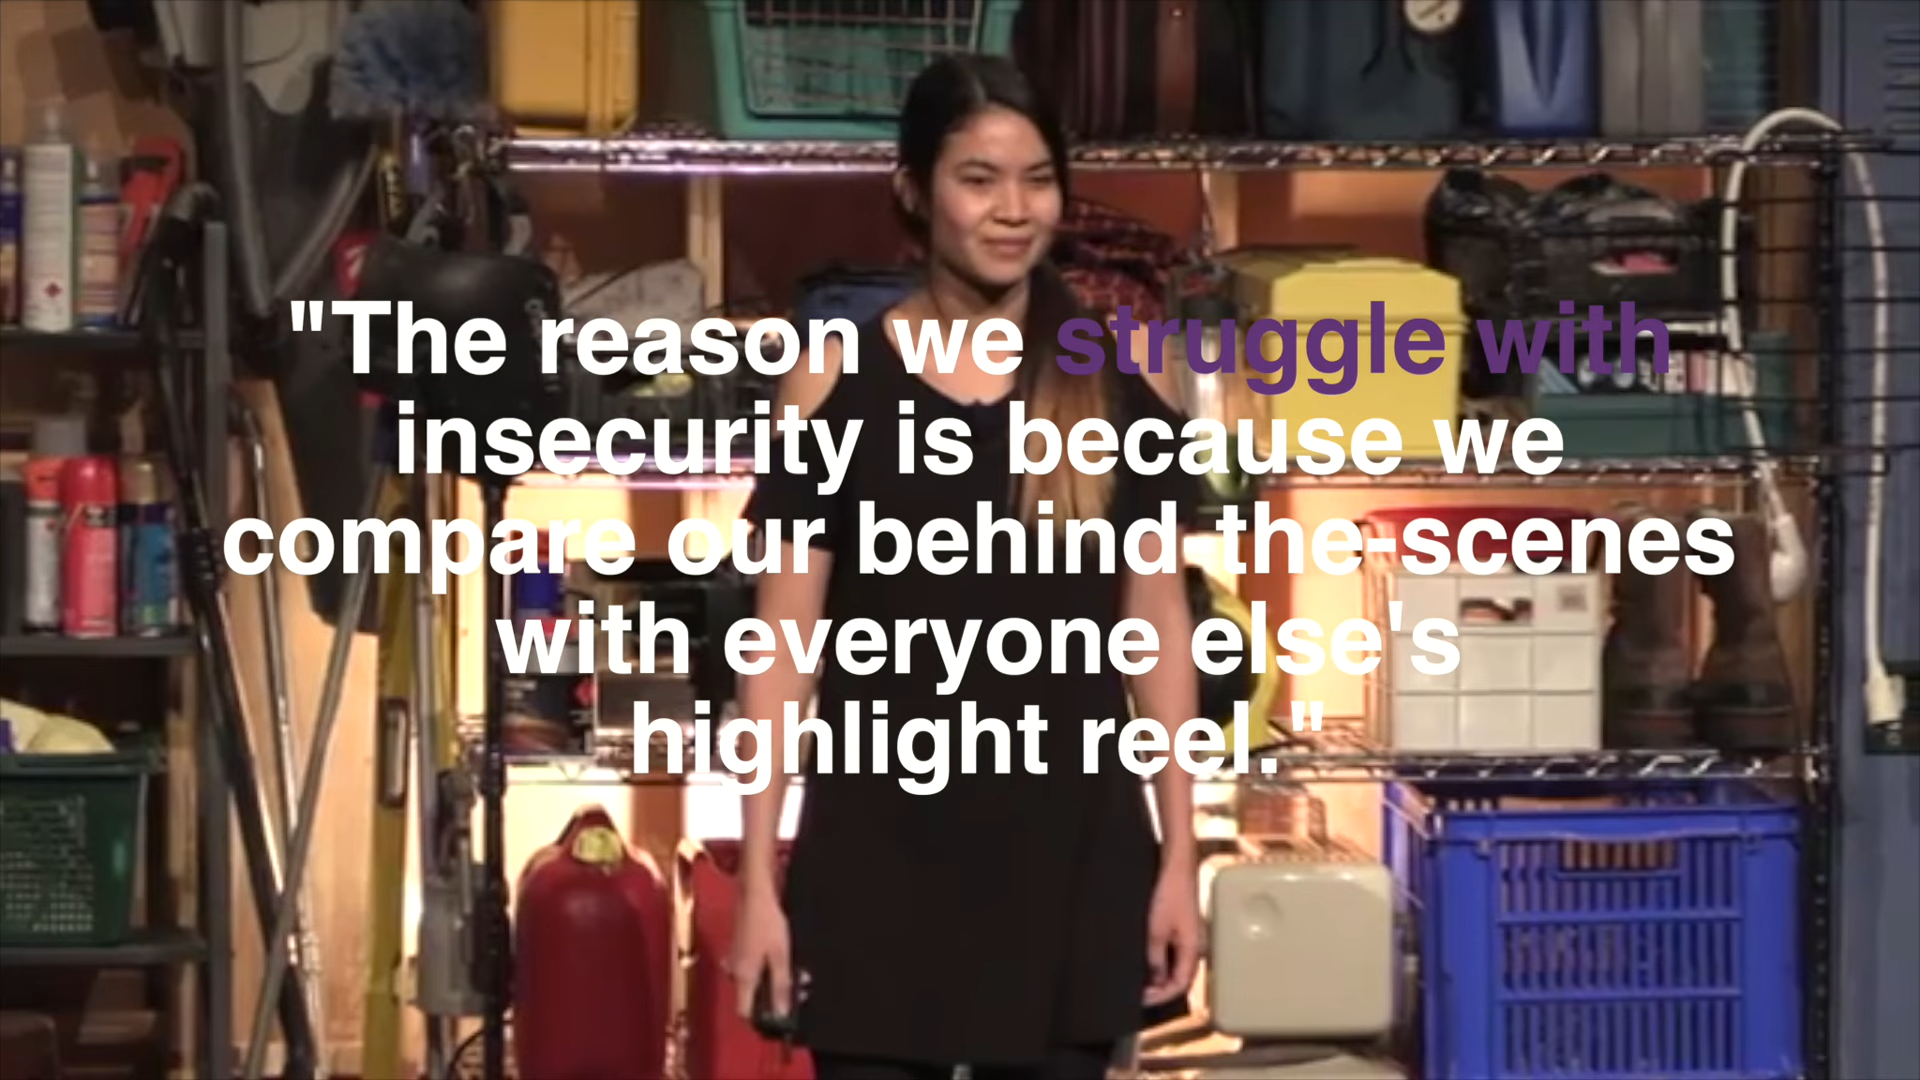 "The reason we struggle with
insecurity is because we
compare our behind-the-scenes
with everyone else's
highlight reel."